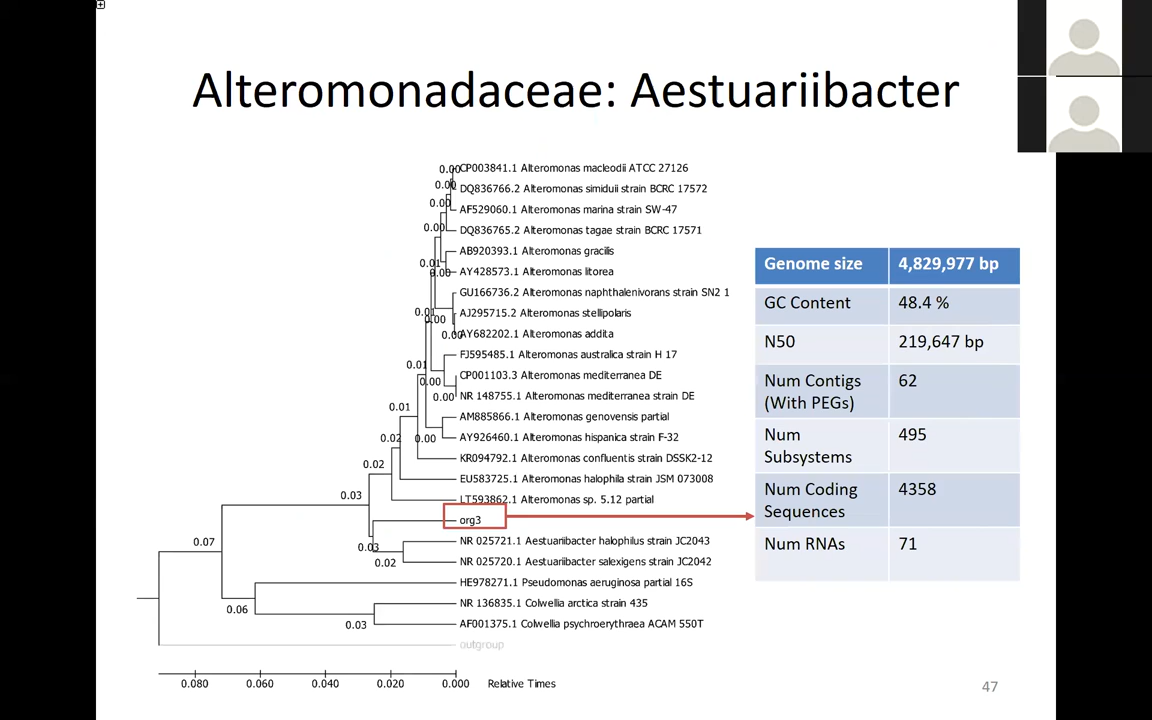 Alteromonadaceae: Aestuariibacter
0.00 CP003841.1 Alteromonas macleodii ATCC 27126
0.00 DQ836766.2 Alteromonas simiduii strain BCRC 17572
0.00 AF529060.1 Alteromonas marina strain SW-47
0.00 DQ836765.2 Alteromonas tagae strain BCRC 17571
AB920393.1 Alteromonas gracilis
0.01
0.00 AY428573.1 Alteromonas litorea
GU166736.2 Alteromonas naphthalenivorans strain SN2 1
0.01
0.00 AJ295715.2 Alteromonas stellipolaris
0.00 AY682202.1 Alteromonas addita
FJ595485.1 Alteromonas australica strain H 17
0.01
0.00 CP001103.3 Alteromonas mediterranea DE
0.00 NR 148755.1 Alteromonas mediterranea strain DE
0.01
AM885866.1 Alteromonas genovensis partial
0.02 0.00 AY926460.1 Alteromonas hispanica strain F-32
KR094792.1 Alteromonas confluentis strain DSSK2-12
0.02
EU583725.1 Alteromonas halophila strain JSM 073008
0.03
LT593862.1 Alteromonas sp. 5.12 partial
org3
0.07
0.03
NR 025721.1 Aestuariibacter halophilus strain JC2043
0.02
NR 025720.1 Aestuariibacter salexigens strain JC2042
HE978271.1 Pseudomonas aeruginosa partial 16S
0.06
NR 136835.1 Colwellia arctica strain 435
0.03
AF001375.1 Colwellia psychroerythraea ACAM 550T
outgroup
0.080 0.060 0.040 0.020 0.000 Relative Times
Genome size 4,829,977 bp
GC Content 48.4 %
N50 219,647 bp
Num Contigs 62
(With PEGs)
Num 495
Subsystems
Num Coding 4358
Sequences
Num RNAs 71
47